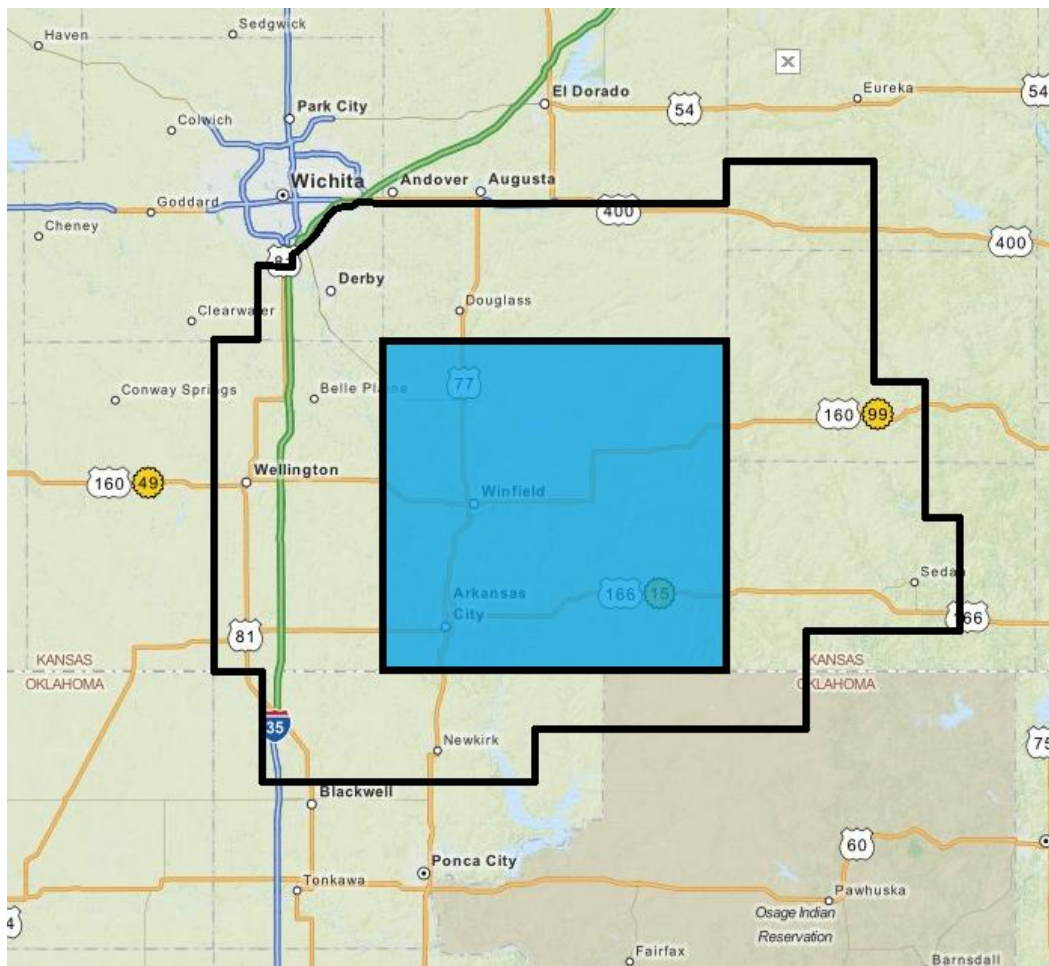 Sedgwick
Haven
Park City
El Dorado
54
Eureka
54
Colwich
Wichita
Andover
Augusta
Goddard
400
Cheney
400
Derby
Clearwater
Douglass
Conway Springs
Belle Plaine
77
160
99
Wellington
160
49
Winfield
Sedan
Arkansas
City
166
15
166
81
KANSAS
OKLAHOMA
KANSAS
OKLAHOMA
35
Newkirk
75
Blackwell
60
Ponca City
Tonkawa
Pawhuska
Osage Indian
Reservation
4
Fairfax
Barnsdall